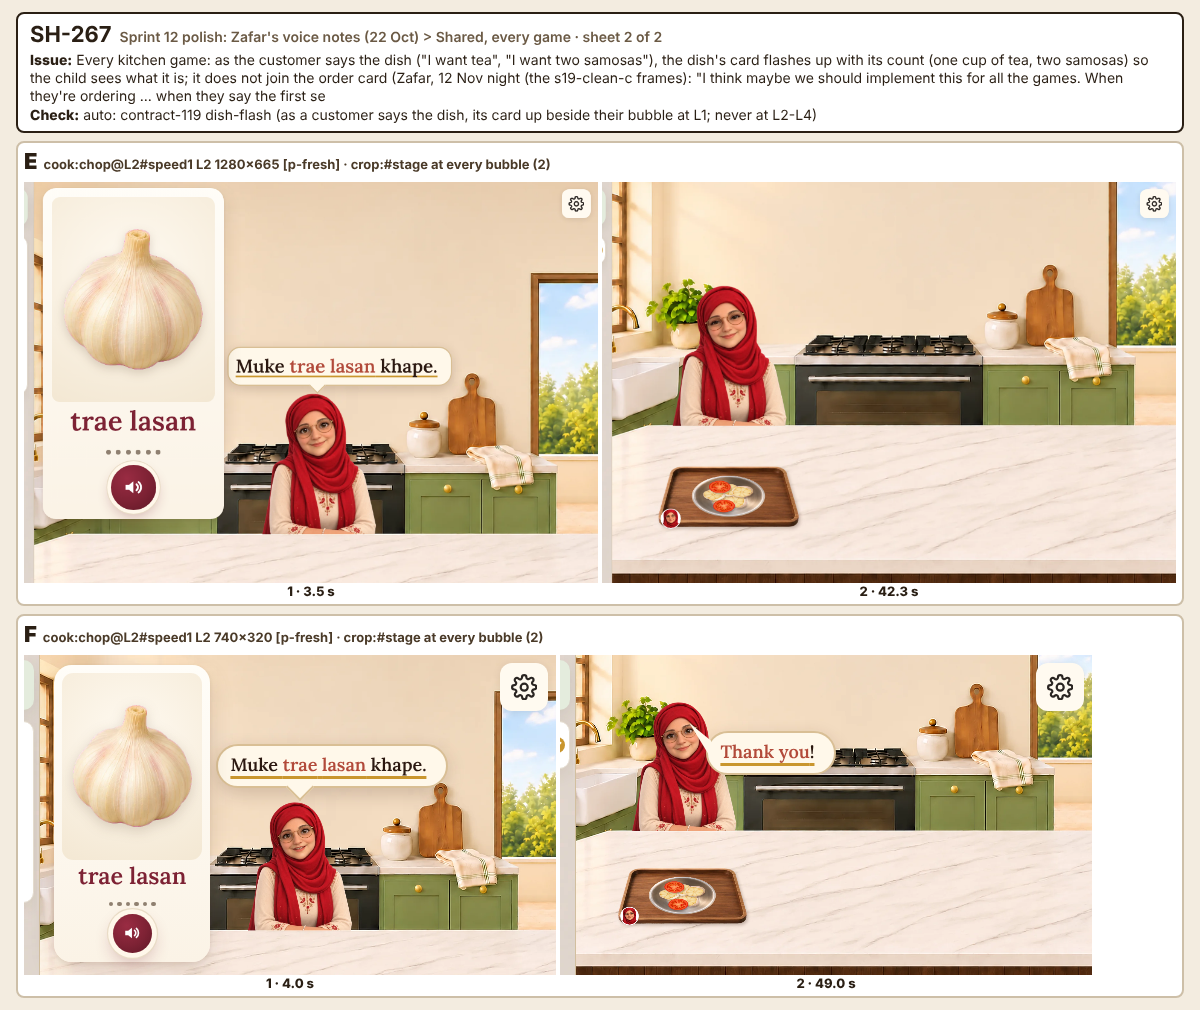 SH-267 Sprint 12 polish: Zafar's voice notes (22 Oct) > Shared, every game · sheet 2 of 2
Issue: Every kitchen game: as the customer says the dish ("I want tea", "I want two samosas"), the dish's card flashes up with its count (one cup of tea, two samosas) so
the child sees what it is; it does not join the order card (Zafar, 12 Nov night (the s19-clean-c frames): "I think maybe we should implement this for all the games. When
they're ordering ... when they say the first se
Check: auto: contract-119 dish-flash (as a customer says the dish, its card up beside their bubble at L1; never at L2-L4)
E cook:chop@L2#speed1 L2 1280×665 [p-fresh] · crop:#stage at every bubble (2)
Muke trae lasan khape.
trae lasan
1 · 3.5 s
2 · 42.3 s
F cook:chop@L2#speed1 L2 740×320 [p-fresh] · crop:#stage at every bubble (2)
Muke trae lasan khape.
trae lasan
Thank you!
1 · 4.0 s
2 · 49.0 s